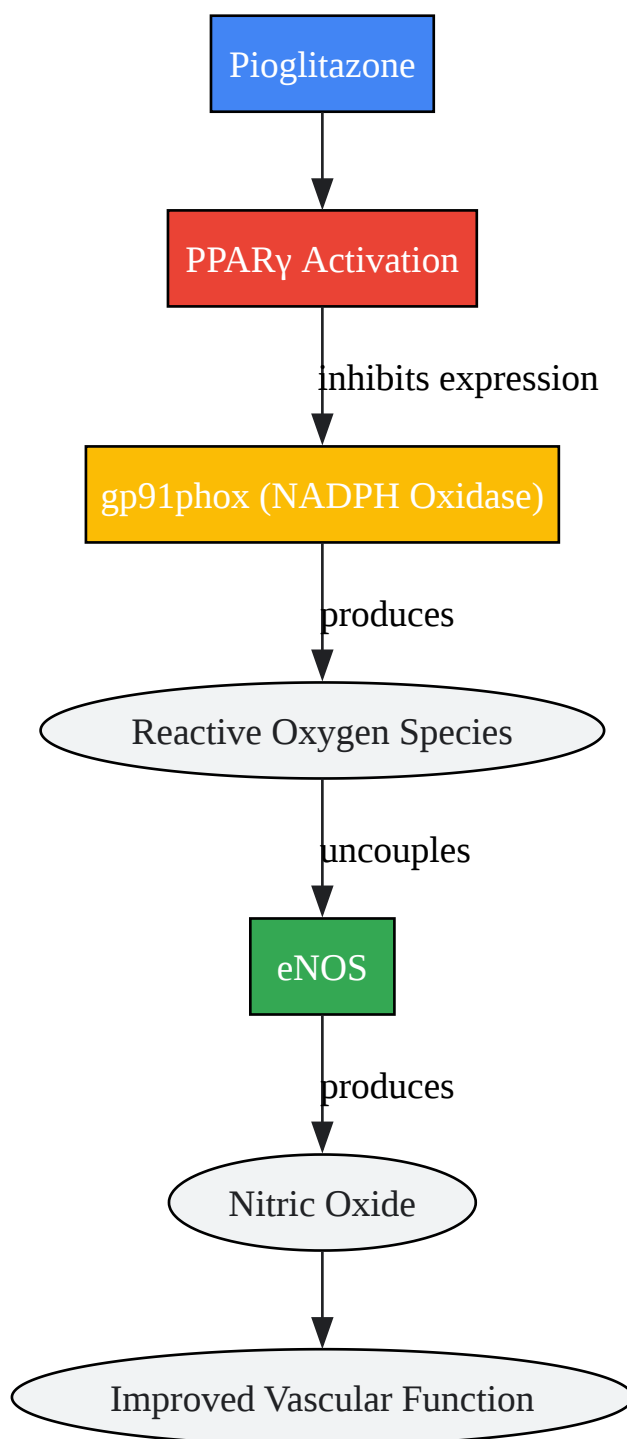 Pioglitazone
PPARγ Activation
inhibits expression
gp91phox (NADPH Oxidase)
produces
Reactive Oxygen Species
uncouples
eNOS
produces
Nitric Oxide
Improved Vascular Function